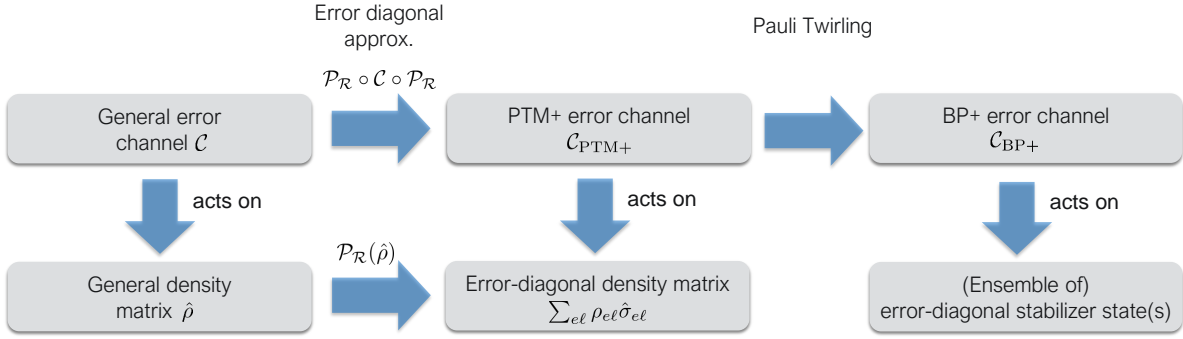 Error diagonal
approx.
Pauli Twirling
𝒫_ℛ ∘ 𝒞 ∘ 𝒫_ℛ
General error
channel 𝒞
PTM+ error channel
𝒞_PTM+
BP+ error channel
𝒞_BP+
acts on
acts on
acts on
𝒫_ℛ(ρ̂)
General density
matrix ρ̂
Error-diagonal density matrix
∑_eℓ ρ_eℓ σ̂_eℓ
(Ensemble of)
error-diagonal stabilizer state(s)